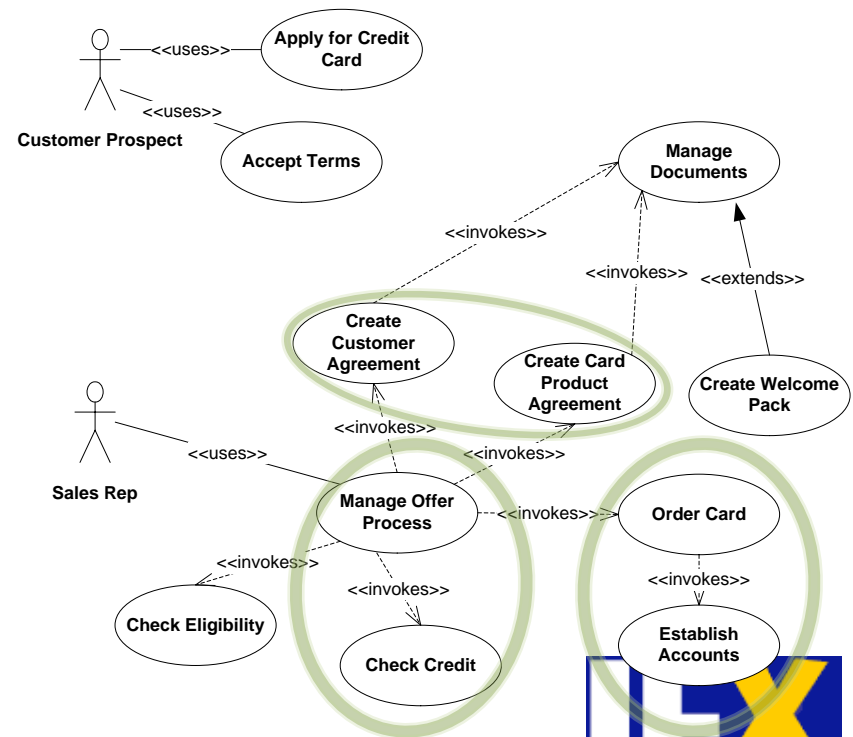 Apply for Credit
Card
<<uses>>
<<uses>>
Customer Prospect
Accept Terms
Manage
Documents
<<invokes>>
<<invokes>>
<<extends>>
Create
Customer
Agreement
Create Card
Product
Agreement
Create Welcome
Pack
<<invokes>>
<<invokes>>
<<uses>>
Sales Rep
Manage Offer
Process
<<invokes>>
Order Card
<<invokes>>
<<invokes>>
<<invokes>>
Check Eligibility
Check Credit
Establish
Accounts